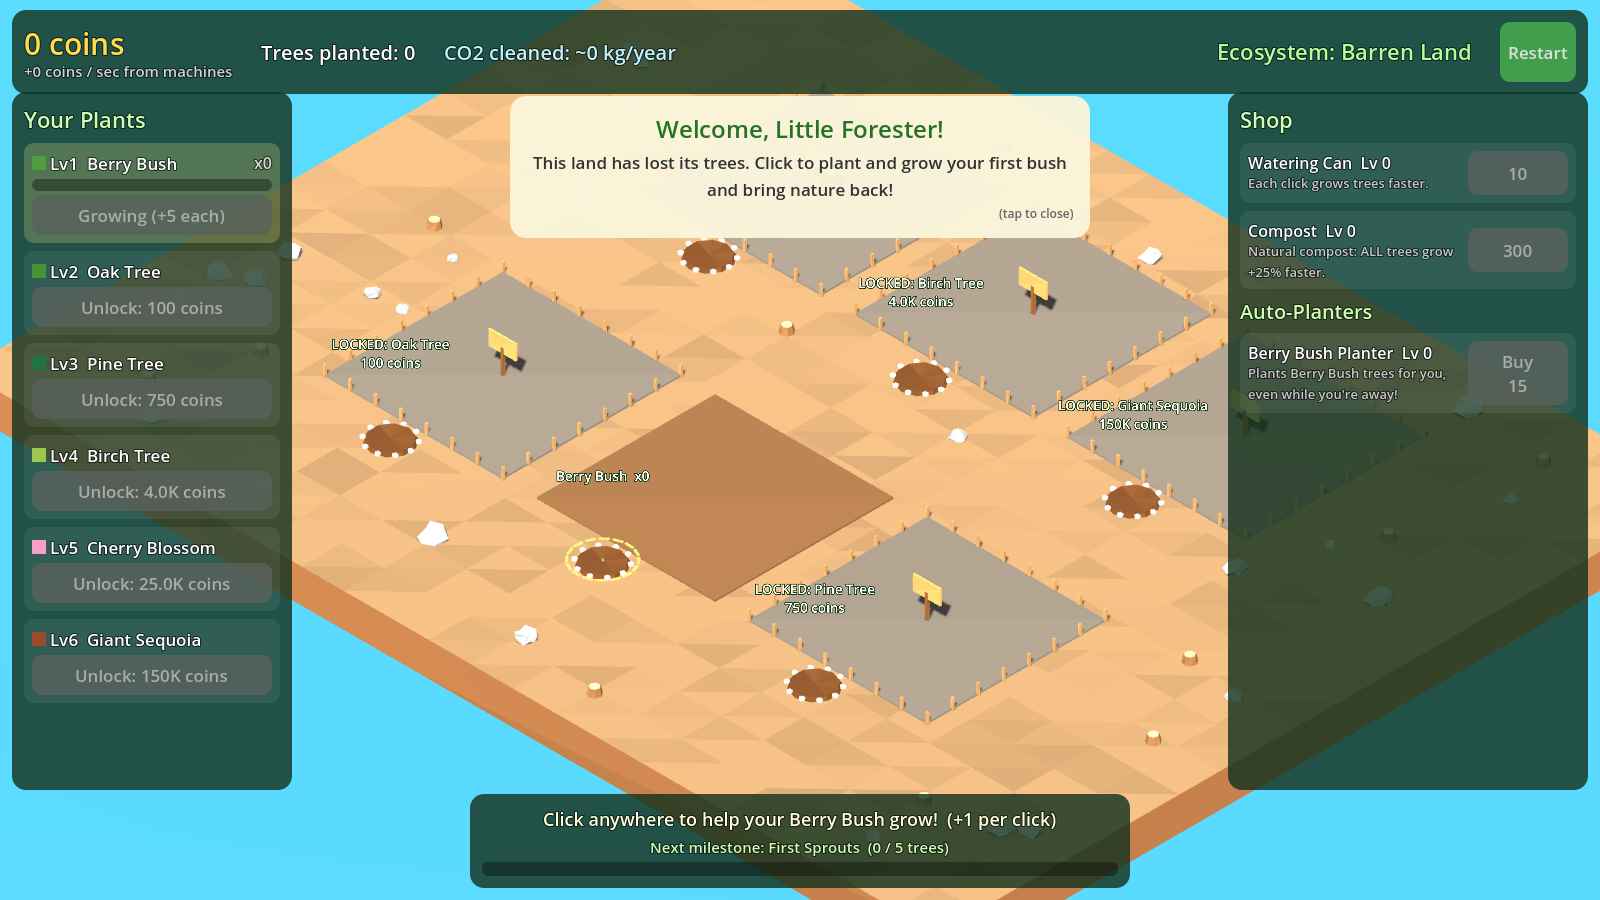 0 coins
+0 coins / sec from machines
Trees planted: 0
CO2 cleaned: ~0 kg/year
Ecosystem: Barren Land
Restart
Your Plants
Lv1 Berry Bush x0
Growing (+5 each)
Lv2 Oak Tree
Unlock: 100 coins
Lv3 Pine Tree
Unlock: 750 coins
Lv4 Birch Tree
Unlock: 4.0K coins
Lv5 Cherry Blossom
Unlock: 25.0K coins
Lv6 Giant Sequoia
Unlock: 150K coins
Welcome, Little Forester!
This land has lost its trees. Click to plant and grow your first bush
and bring nature back!
(tap to close)
LOCKED: Birch Tree
4.0K coins
LOCKED: Oak Tree
100 coins
LOCKED: Giant Sequoia
150K coins
Berry Bush x0
LOCKED: Pine Tree
750 coins
Shop
Watering Can Lv 0
Each click grows trees faster.
10
Compost Lv 0
Natural compost: ALL trees grow
+25% faster.
300
Auto-Planters
Berry Bush Planter Lv 0
Plants Berry Bush trees for you,
even while you're away!
Buy
15
Click anywhere to help your Berry Bush grow! (+1 per click)
Next milestone: First Sprouts (0 / 5 trees)